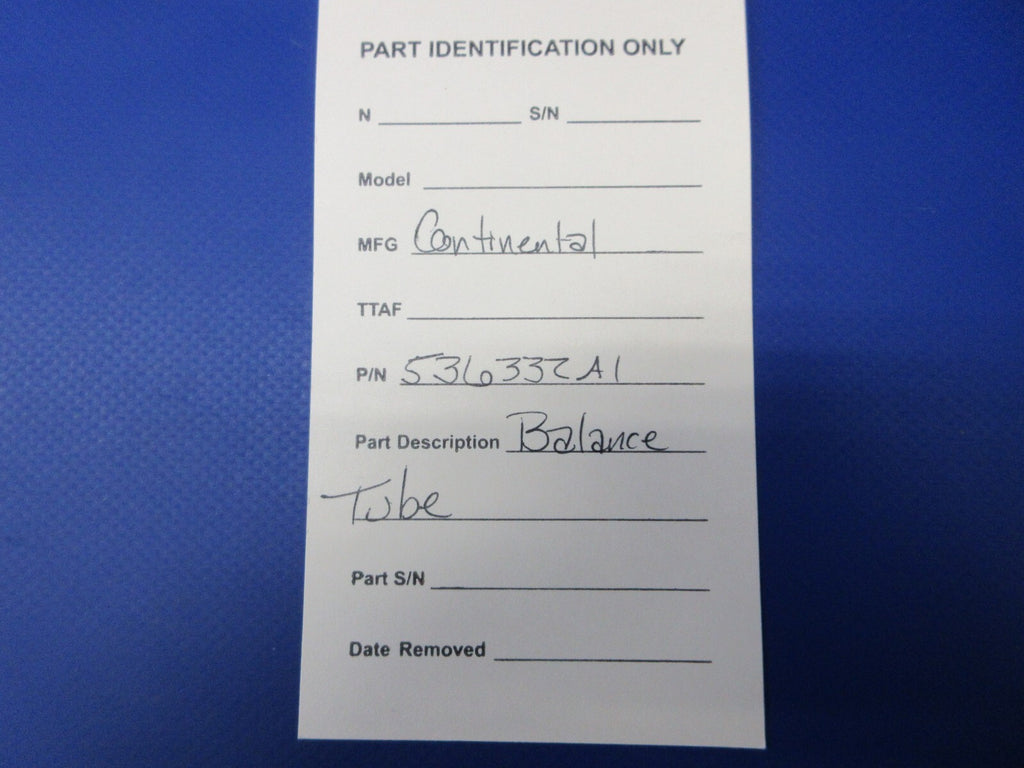 PART IDENTIFICATION ONLY
N S/N
Model
MFG Continental
TTAF
P/N 536332A1
Part Description Balance
Tube
Part S/N
Date Removed